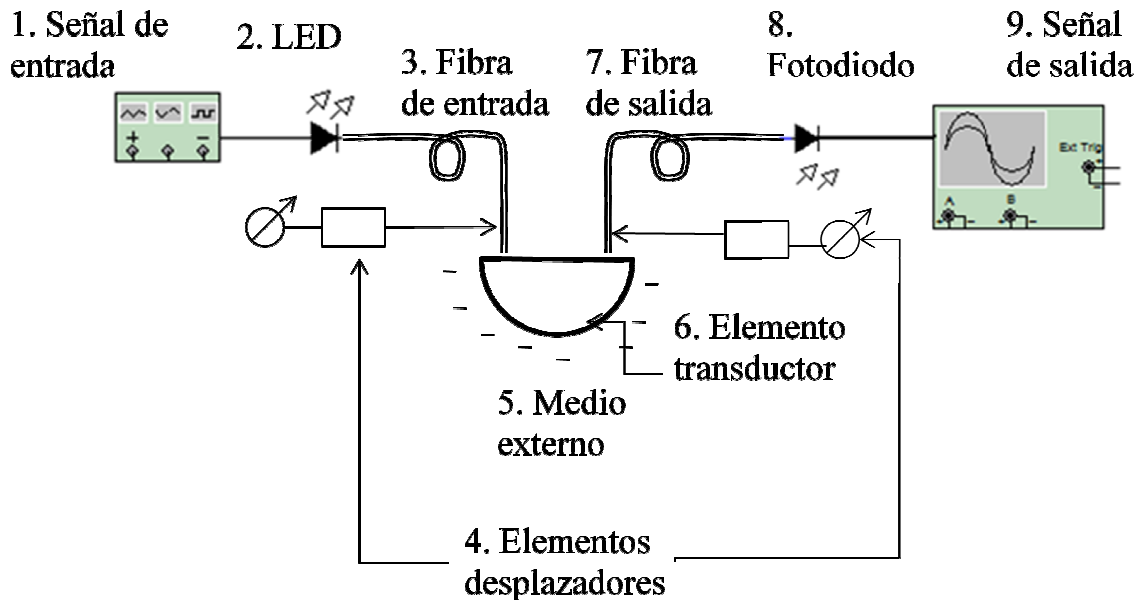 1. Señal de
entrada
2. LED
3. Fibra
de entrada
7. Fibra
de salida
8.
Fotodiodo
9. Señal
de salida
+
−
Ext Trig
+
−
A
B
6. Elemento
transductor
5. Medio
externo
4. Elementos
desplazadores